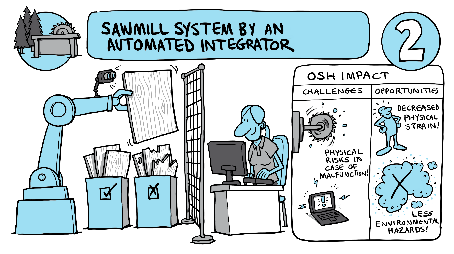 SAWMILL SYSTEM BY AN
AUTOMATED INTEGRATOR
2
OSH IMPACT
CHALLENGES
OPPORTUNITIES
PHYSICAL
RISKS IN
CASE OF
MALFUNCTION!
DECREASED
PHYSICAL
STRAIN!
LESS
ENVIRONMENTAL
HAZARDS!